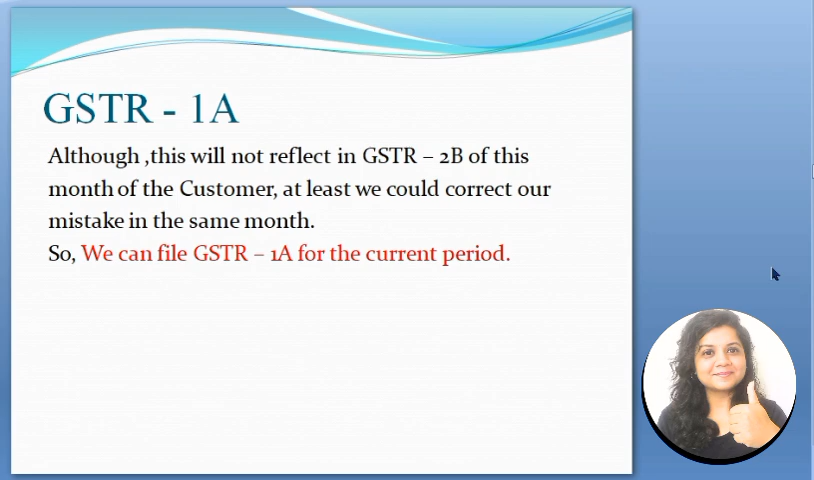 GSTR - 1A
Although ,this will not reflect in GSTR – 2B of this
month of the Customer, at least we could correct our
mistake in the same month.
So, We can file GSTR – 1A for the current period.